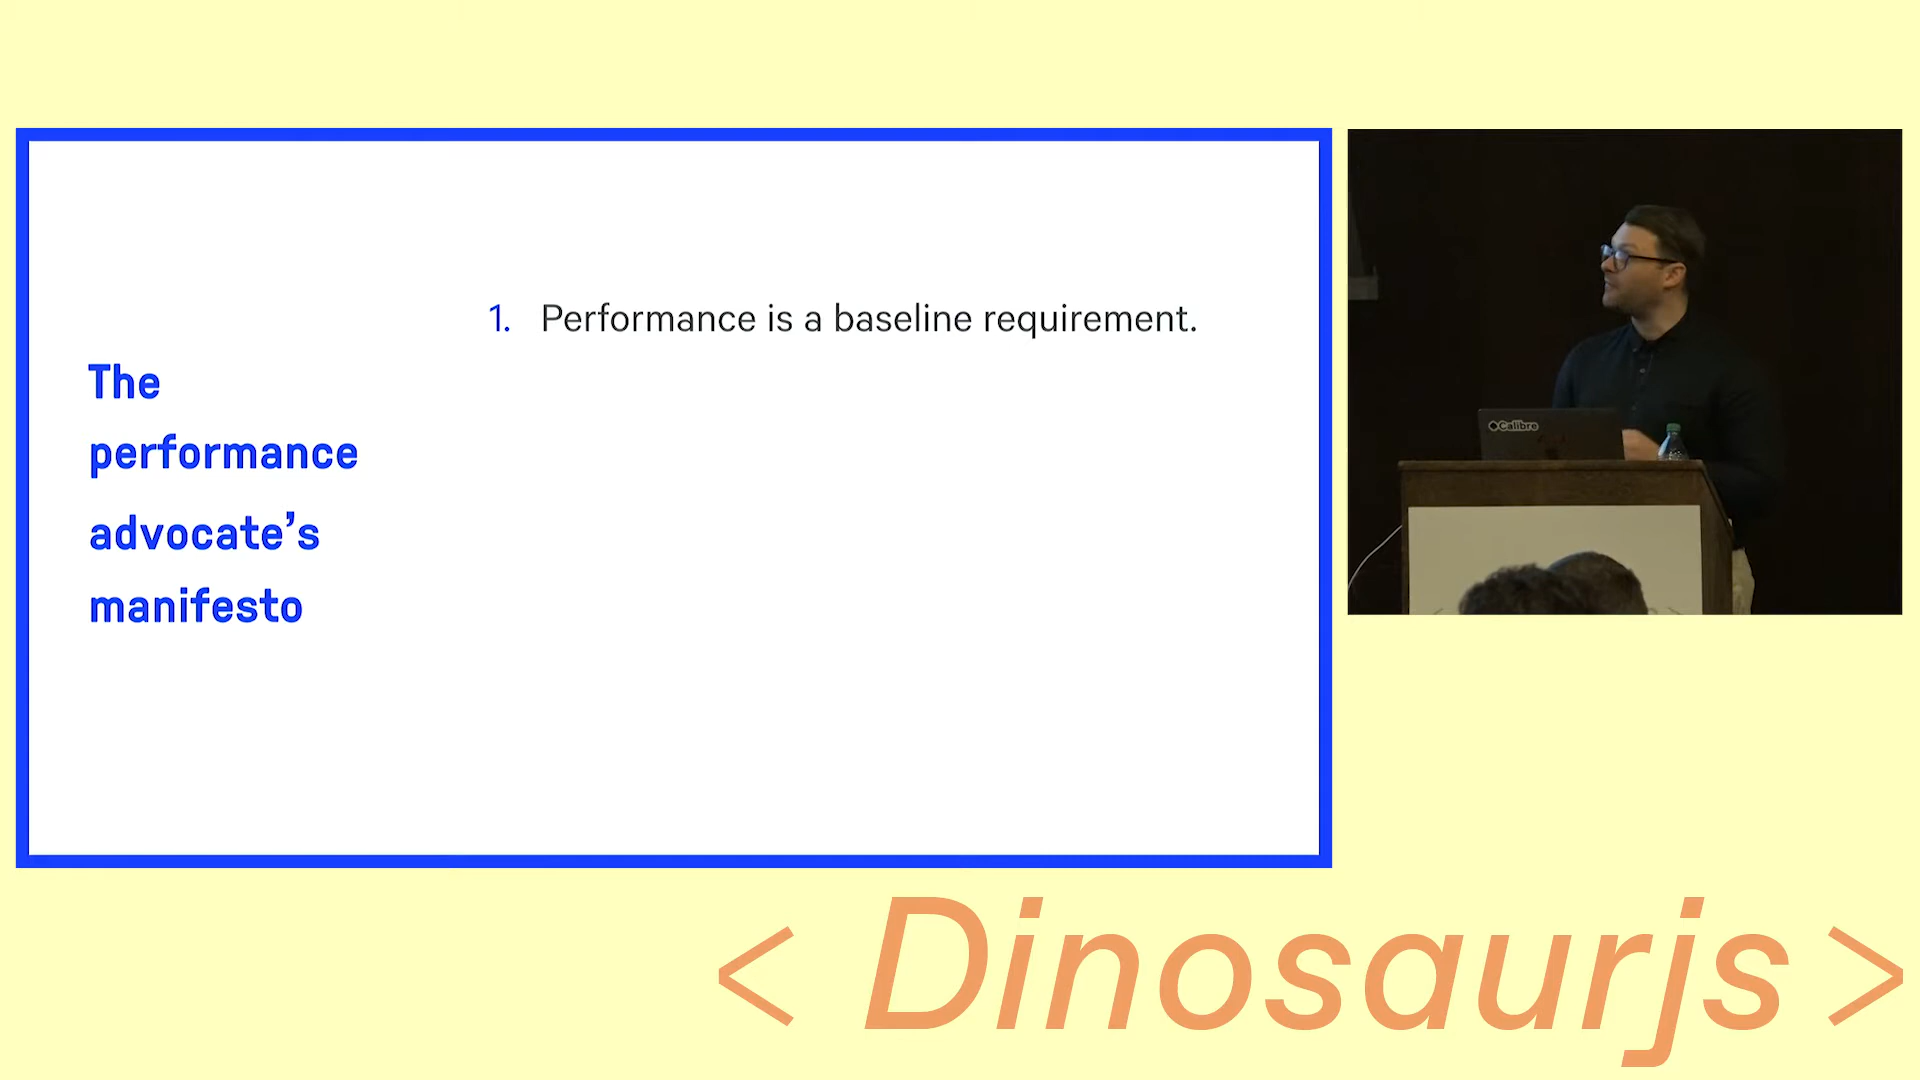 The
performance
advocate’s
manifesto
1. Performance is a baseline requirement.
Calibre
< Dinosaurjs >